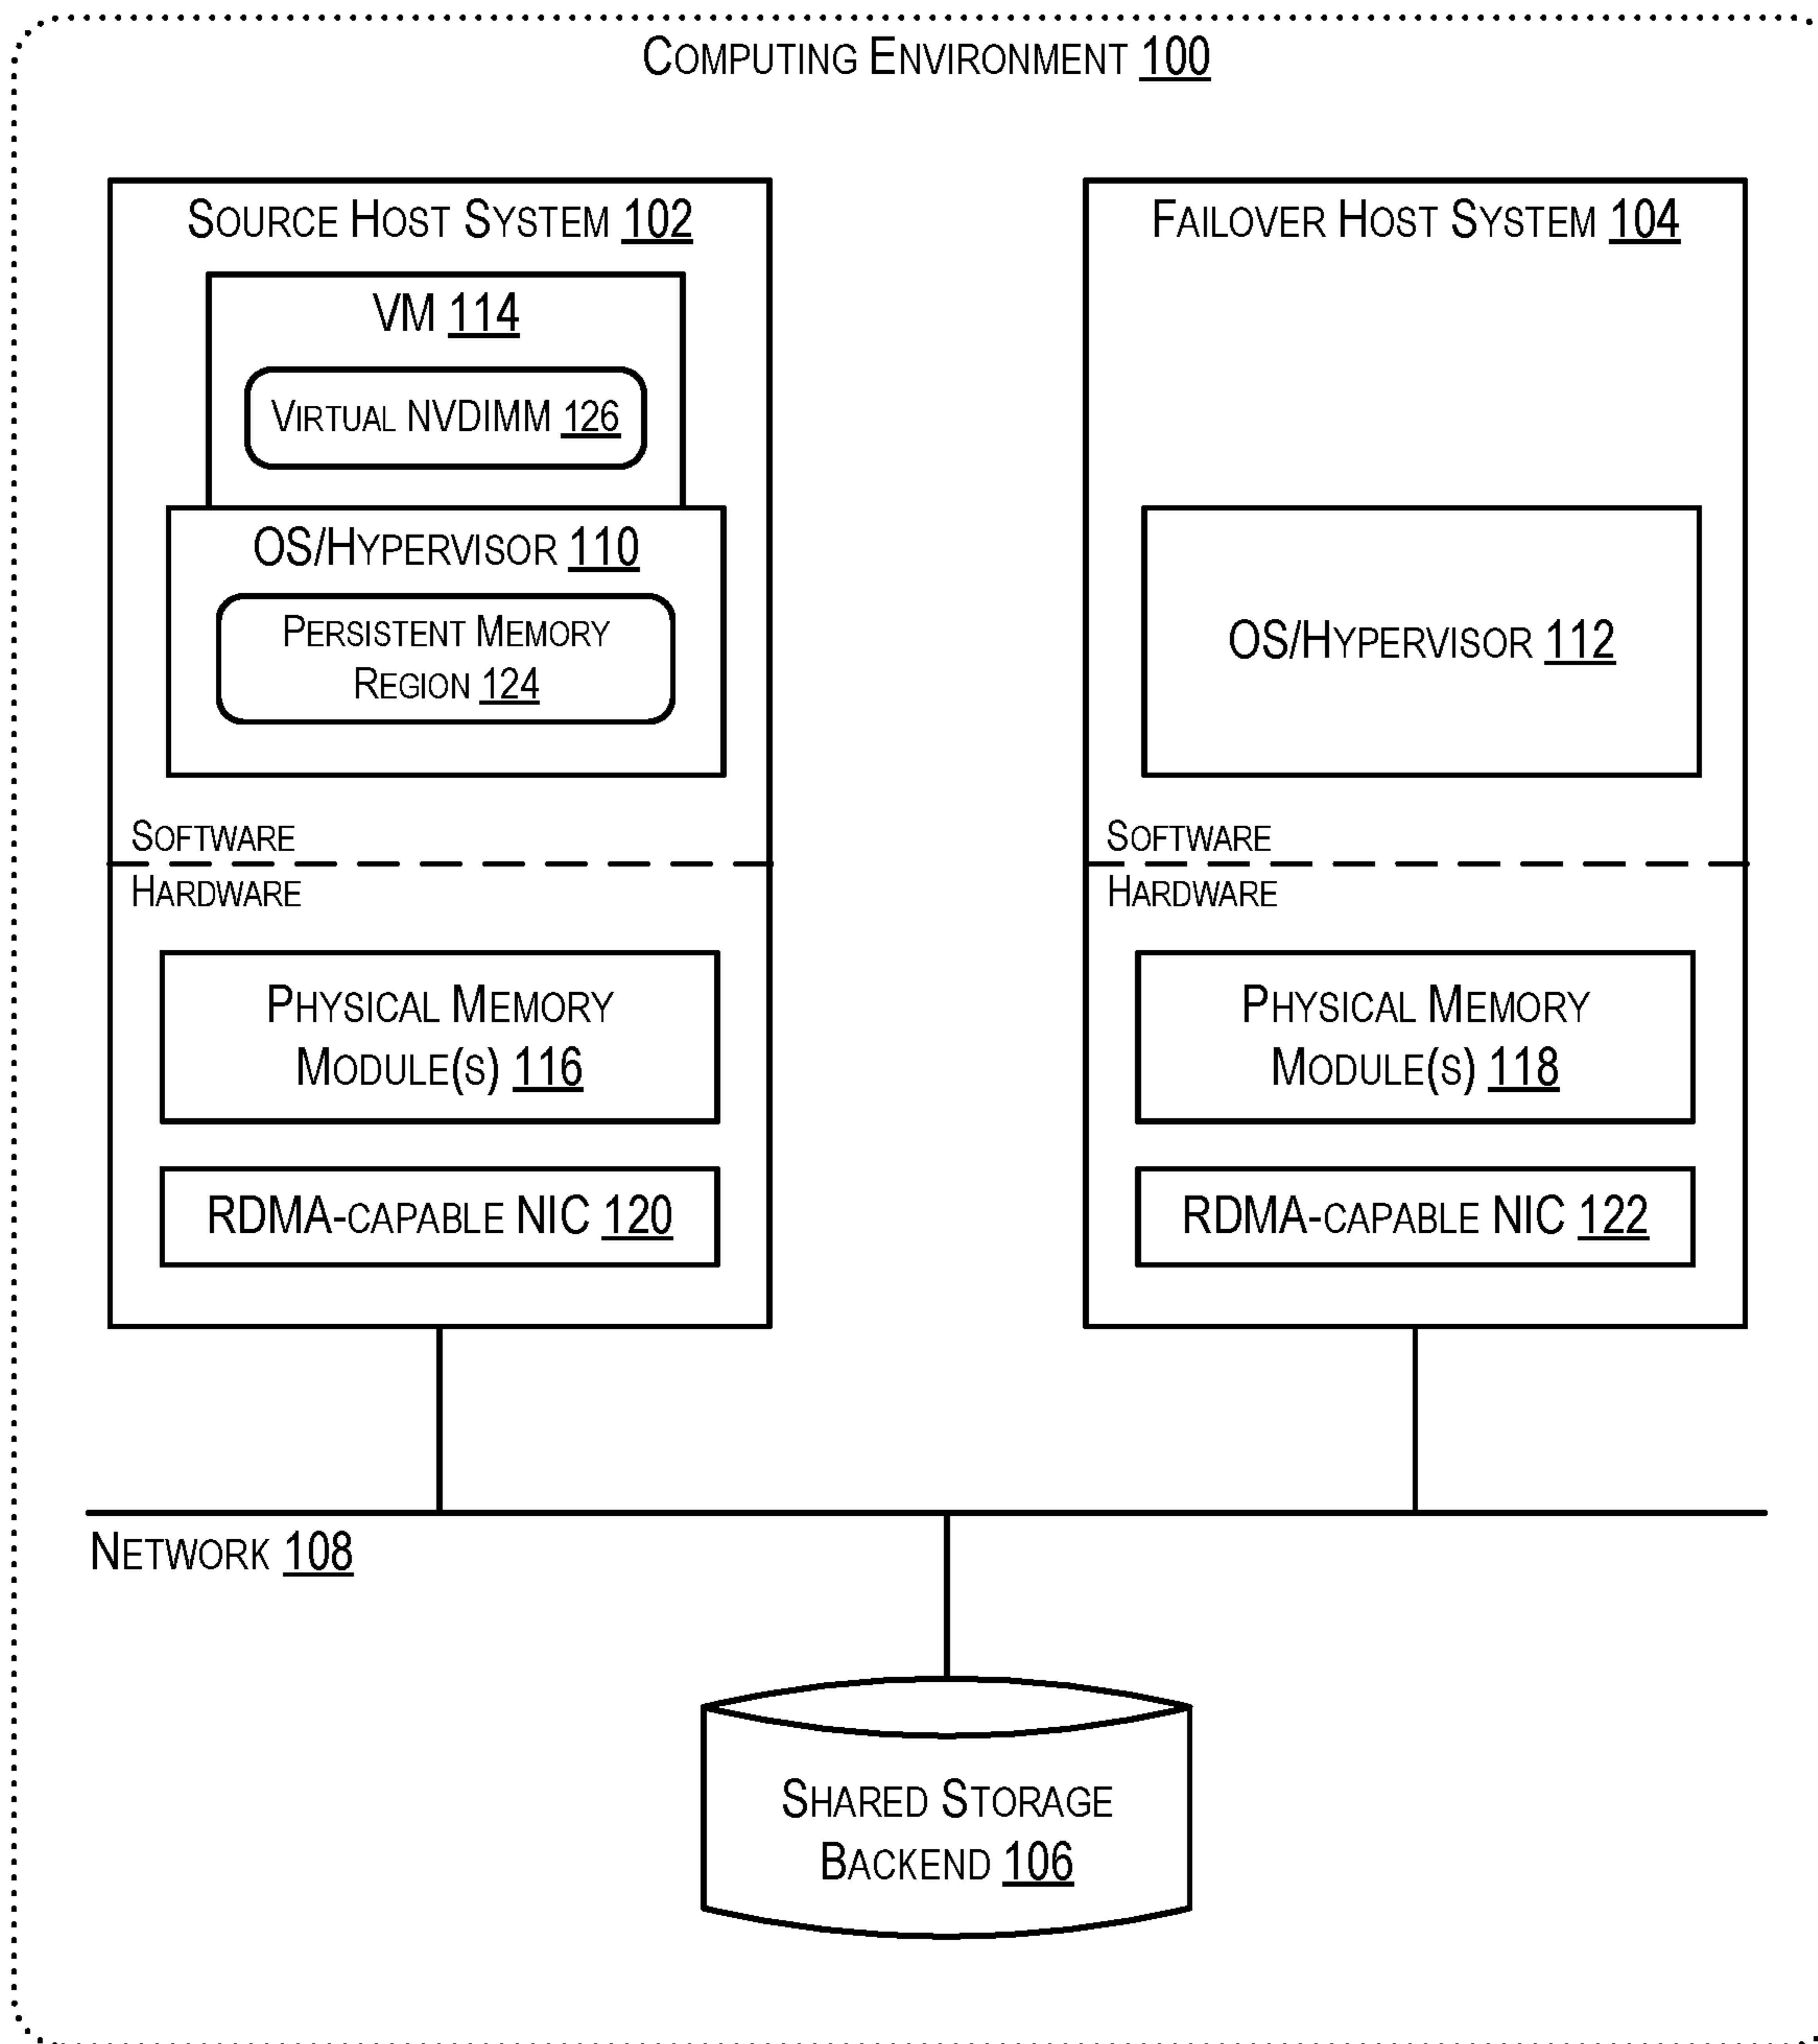 COMPUTING ENVIRONMENT 100
SOURCE HOST SYSTEM 102
VM 114
VIRTUAL NVDIMM 126
OS/HYPERVISOR 110
PERSISTENT MEMORY
REGION 124
SOFTWARE
HARDWARE
PHYSICAL MEMORY
MODULE(S) 116
RDMA-CAPABLE NIC 120
FAILOVER HOST SYSTEM 104
OS/HYPERVISOR 112
SOFTWARE
HARDWARE
PHYSICAL MEMORY
MODULE(S) 118
RDMA-CAPABLE NIC 122
NETWORK 108
SHARED STORAGE
BACKEND 106